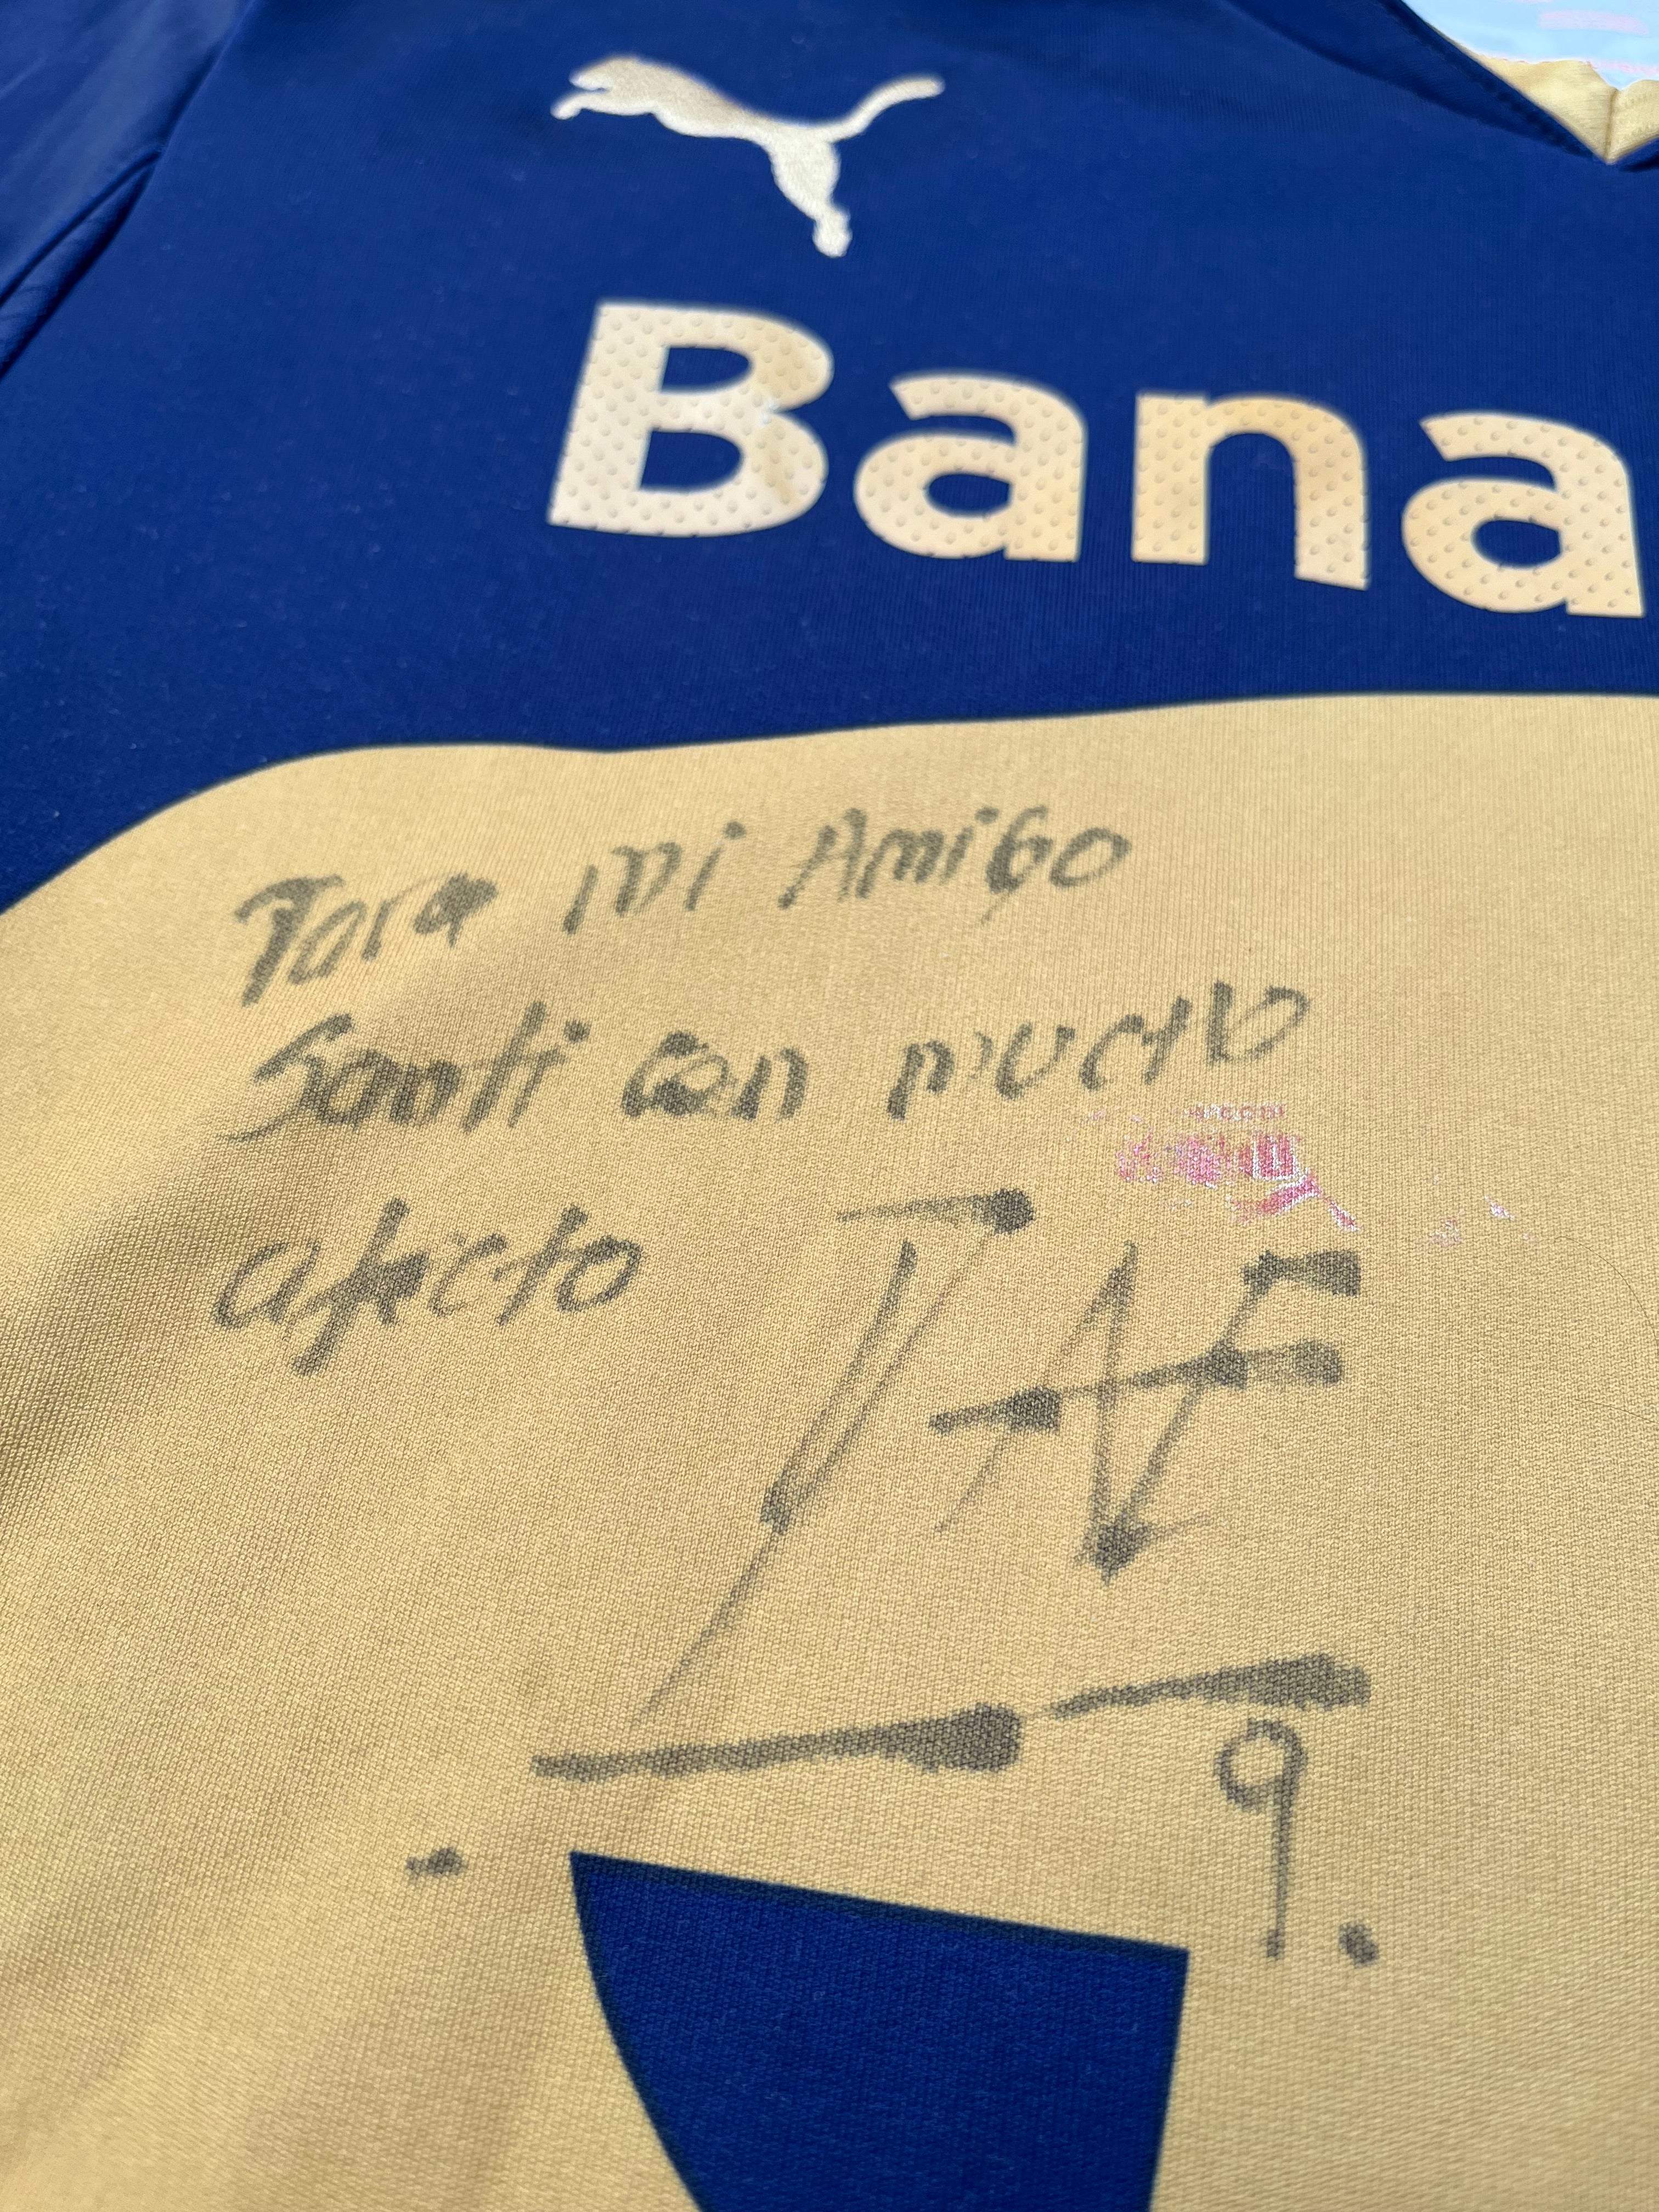 Bana
Para mi Amigo
Santi con mucho
afecto
9.